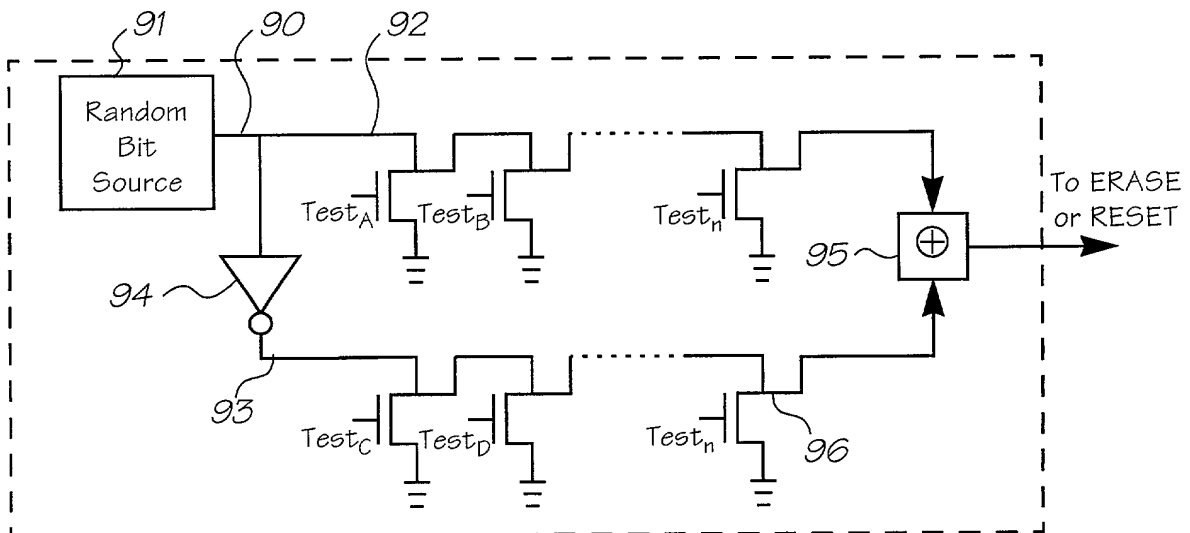 91
90
92
Random
Bit
Source
Test_A
Test_B
Test_n
To ERASE
or RESET
95
94
93
Test_C
Test_D
Test_n
96